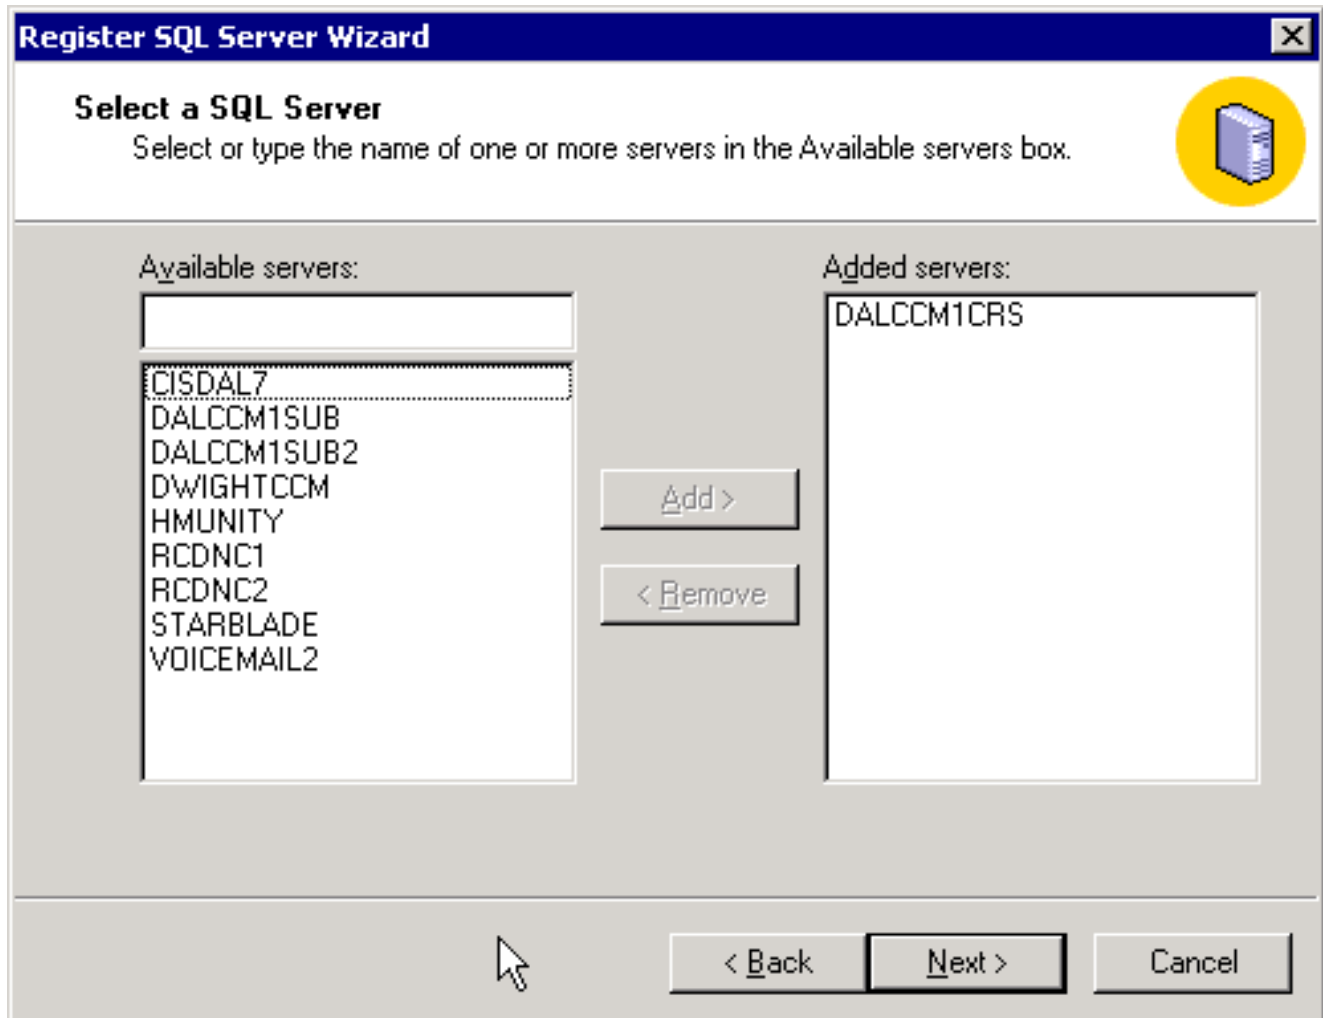 Register SQL Server Wizard
Select a SQL Server
Select or type the name of one or more servers in the Available servers box.
Available servers:
CISDAL7
DALCCM1SUB
DALCCM1SUB2
DWIGHTCCM
HMUNITY
RCDNC1
RCDNC2
STARBLADE
VOICEMAIL2
Add >
< Remove
Added servers:
DALCCM1CRS
< Back
Next >
Cancel